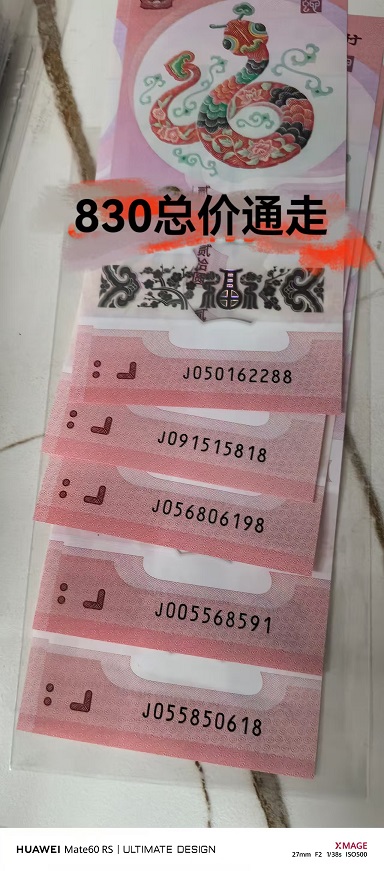 830总价通走
J050162288
J091515818
J056806198
J005568591
J055850618
HUAWEI Mate60 RS | ULTIMATE DESIGN
XMAGE
27mm F2 1/38s ISO500